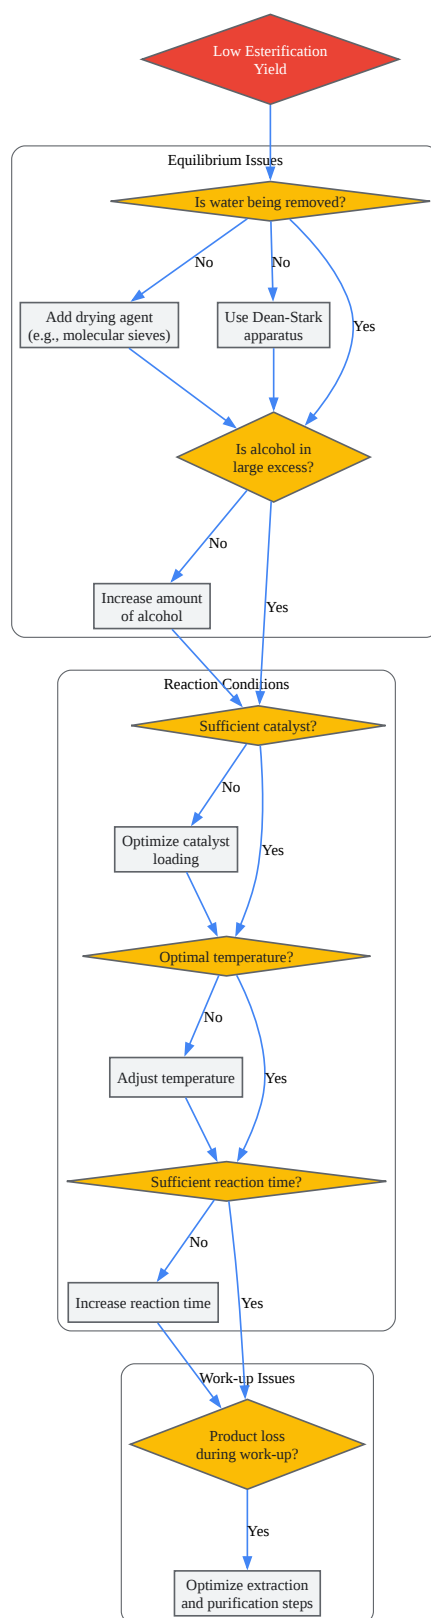 Low Esterification
Yield
Equilibrium Issues
Is water being removed?
No
No
Yes
Add drying agent
(e.g., molecular sieves)
Use Dean-Stark
apparatus
Is alcohol in
large excess?
No
Yes
Increase amount
of alcohol
Reaction Conditions
Sufficient catalyst?
No
Yes
Optimize catalyst
loading
Optimal temperature?
No
Yes
Adjust temperature
Sufficient reaction time?
No
Yes
Increase reaction time
Work-up Issues
Product loss
during work-up?
Yes
Optimize extraction
and purification steps